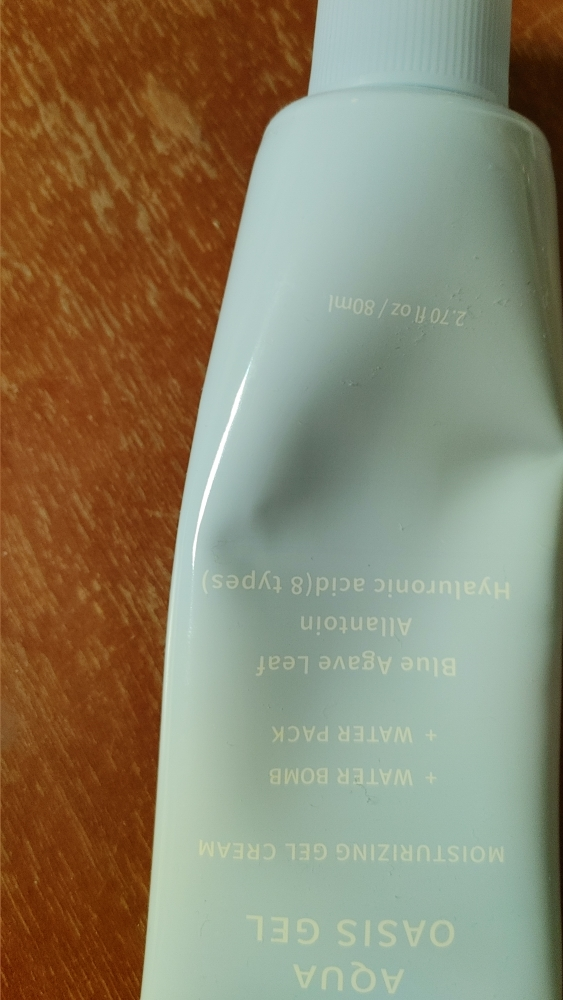 AQUA
OASIS GEL
MOISTURIZING GEL CREAM
+ WATER BOMB
+ WATER PACK
Blue Agave Leaf
Allantoin
Hyaluronic acid(8 types)
2.70 fl oz / 80ml